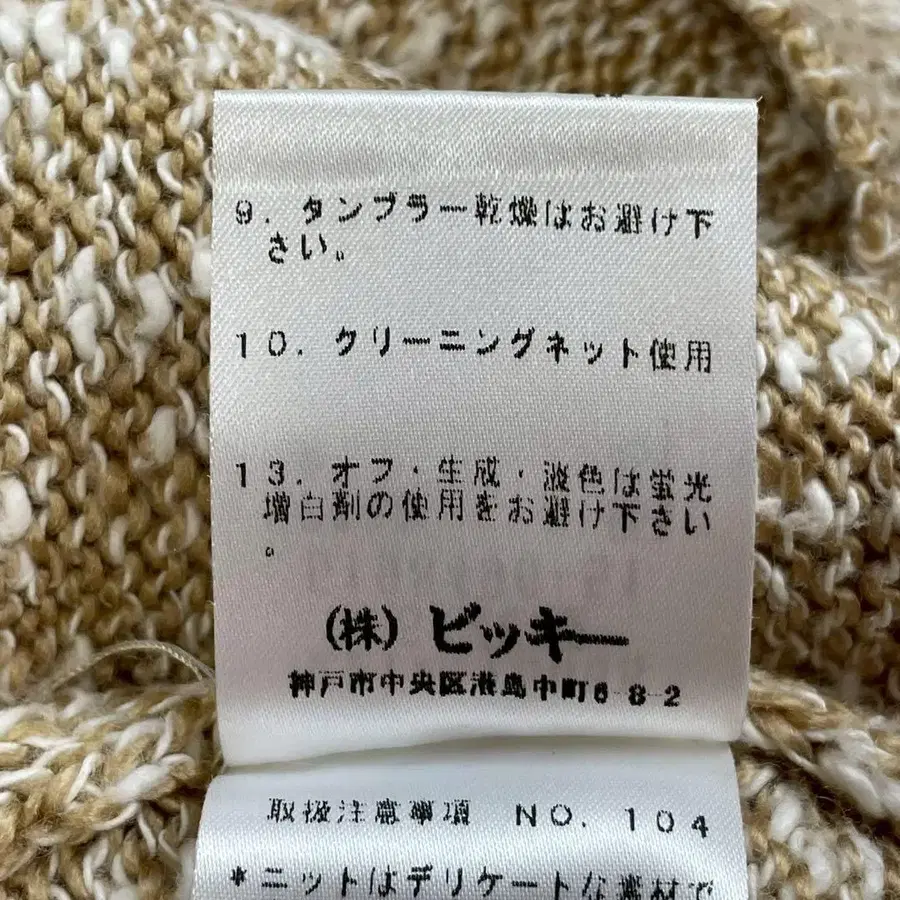 9. タンブラー乾燥はお避け下
さい。
10. クリーニングネット使用
13. オフ・生成・淡色は蛍光
増白剤の使用をお避け下さい
。
(株) ビッキー
神戸市中央区港島中町6-8-2
取扱注意事項 NO. 104
*ニットはデリケートな素材で